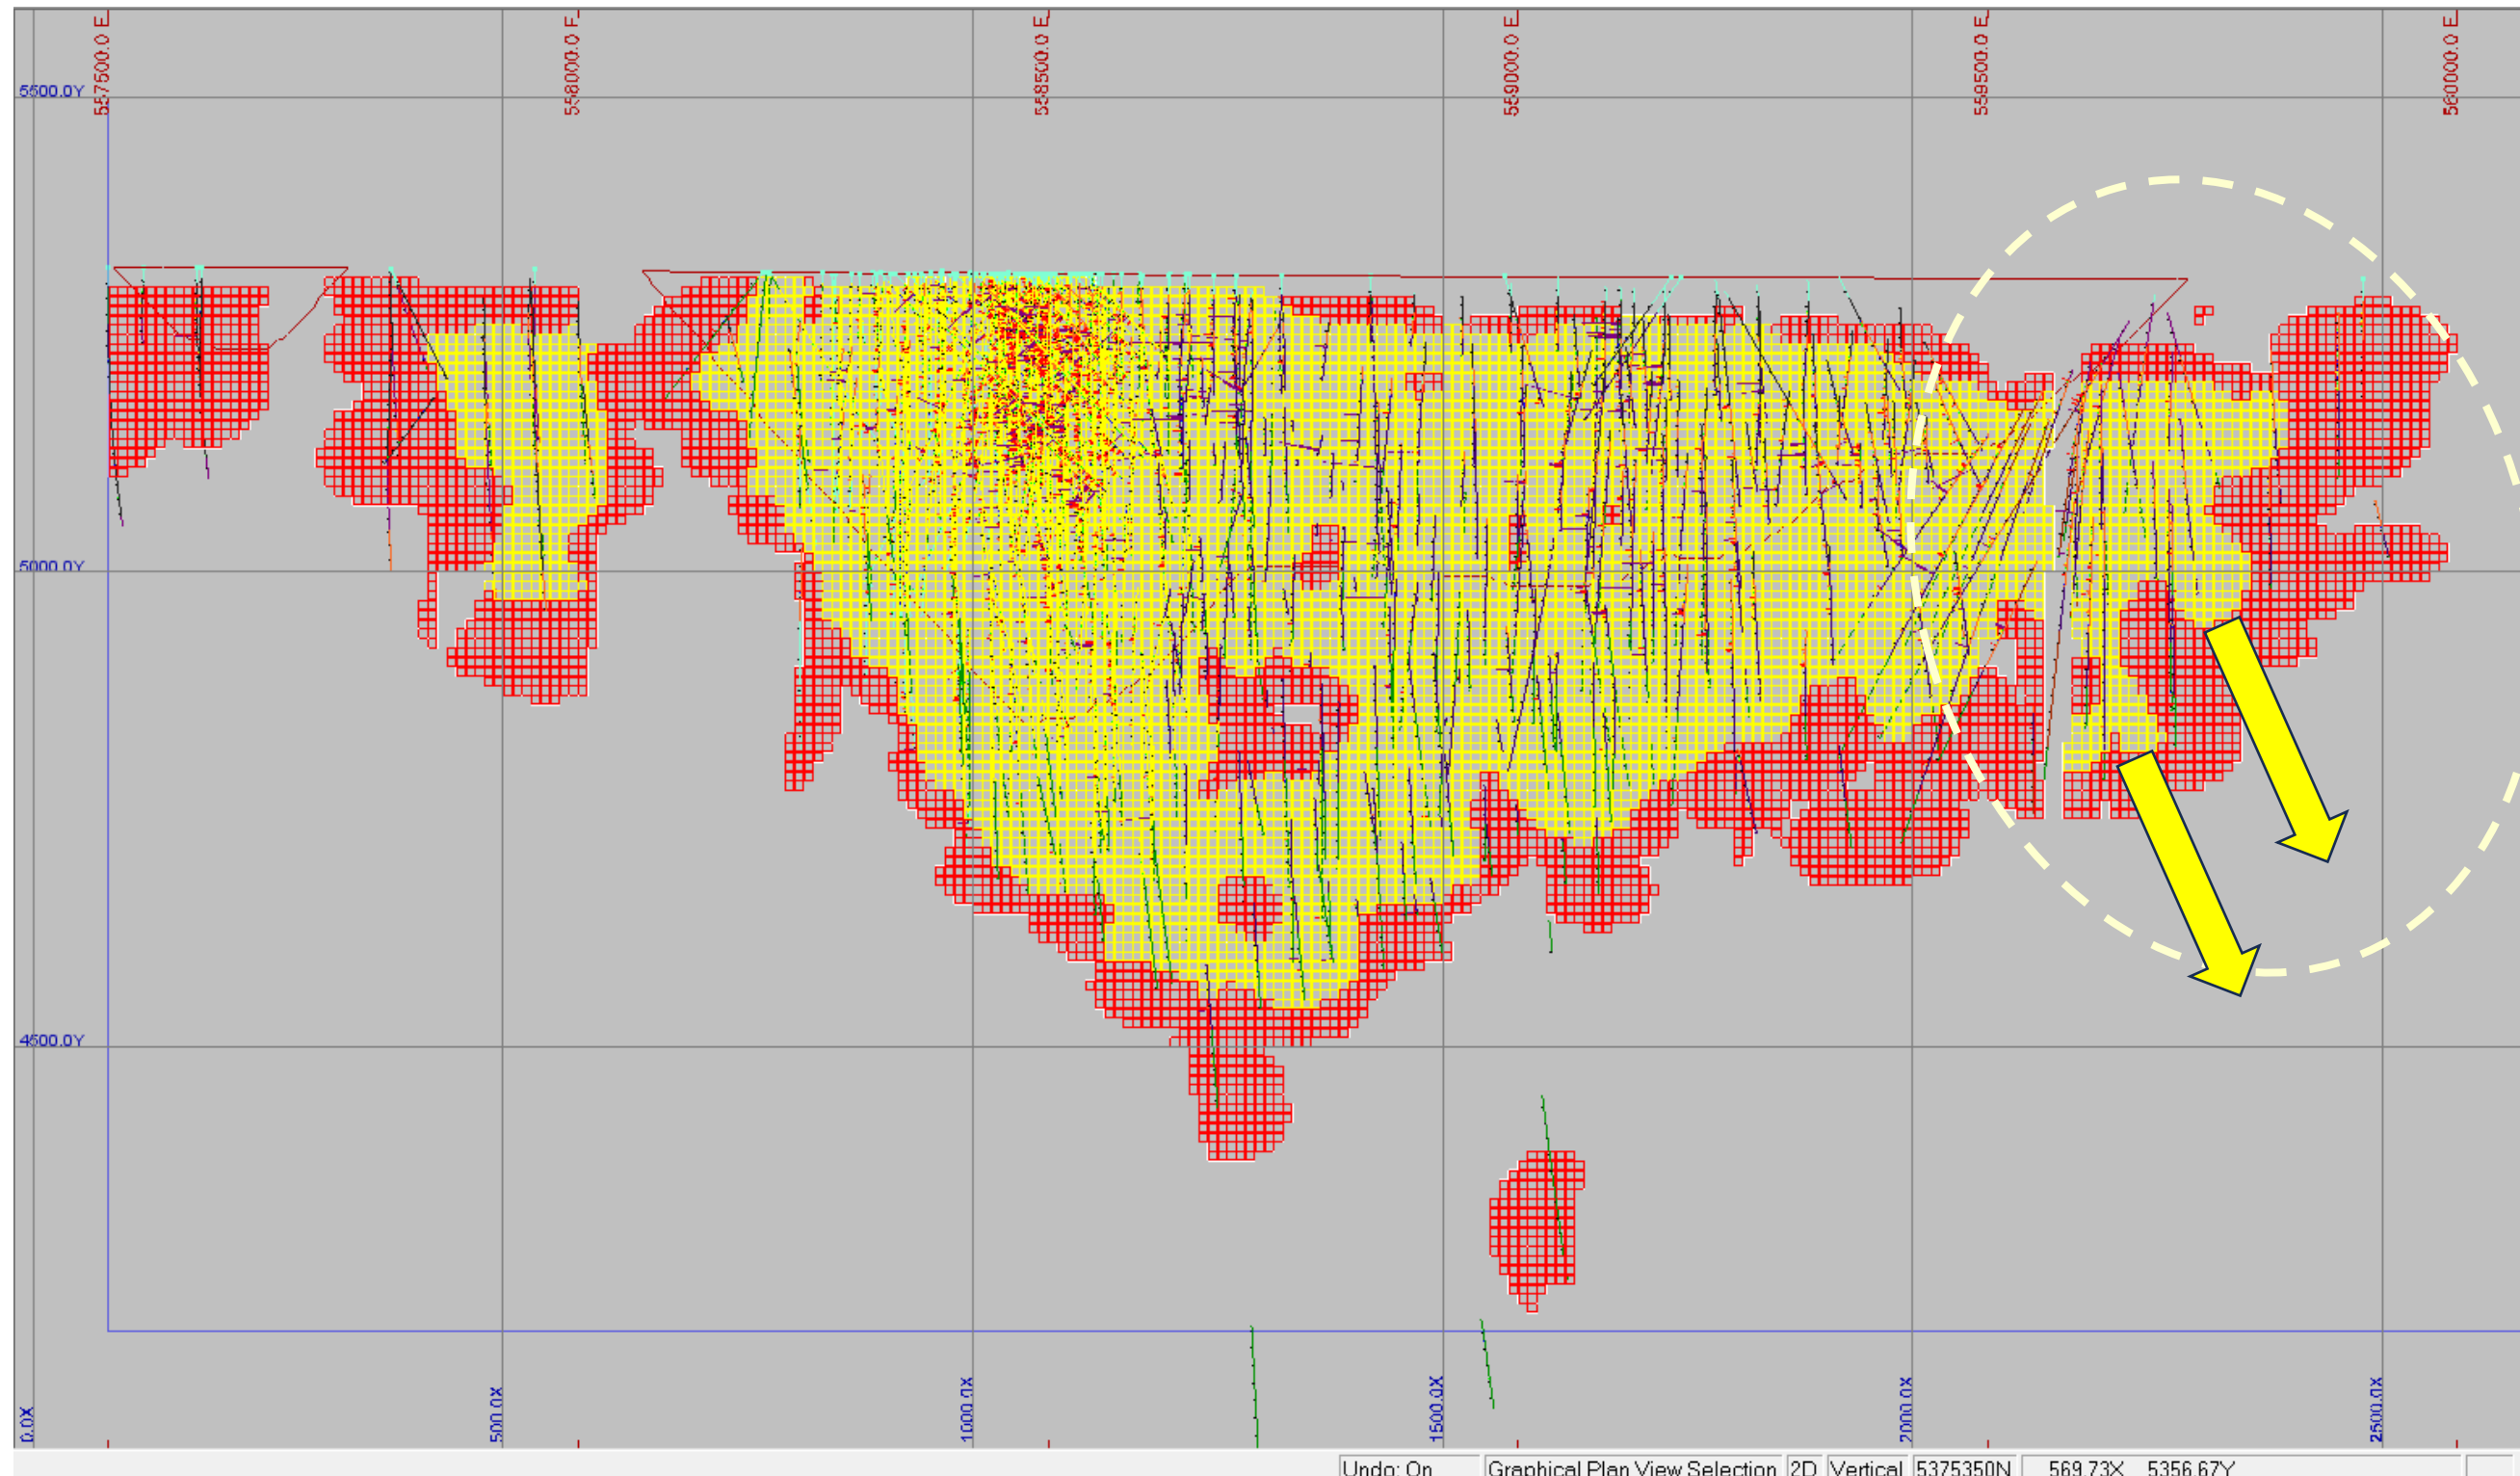 557500.0 E
558000.0 E
558500.0 E
559000.0 E
559500.0 E
560000.0 E
5500.0Y
5000.0Y
4500.0Y
0.0X
500.0X
1000.0X
1500.0X
2000.0X
2500.0X
Undo: On Graphical Plan View Selection 2D Vertical 5375350N 569.73X 5356.67Y